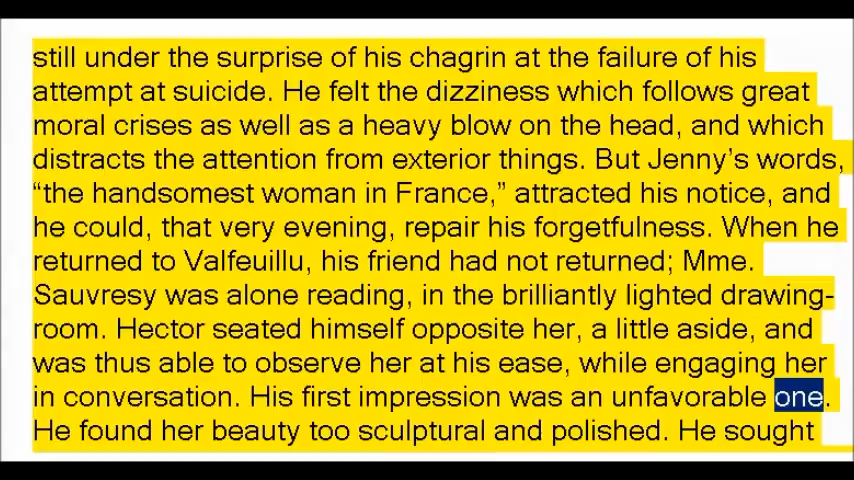 still under the surprise of his chagrin at the failure of his
attempt at suicide. He felt the dizziness which follows great
moral crises as well as a heavy blow on the head, and which
distracts the attention from exterior things. But Jenny’s words,
“the handsomest woman in France,” attracted his notice, and
he could, that very evening, repair his forgetfulness. When he
returned to Valfeuillu, his friend had not returned; Mme.
Sauvresy was alone reading, in the brilliantly lighted drawing-
room. Hector seated himself opposite her, a little aside, and
was thus able to observe her at his ease, while engaging her
in conversation. His first impression was an unfavorable one.
He found her beauty too sculptural and polished. He sought